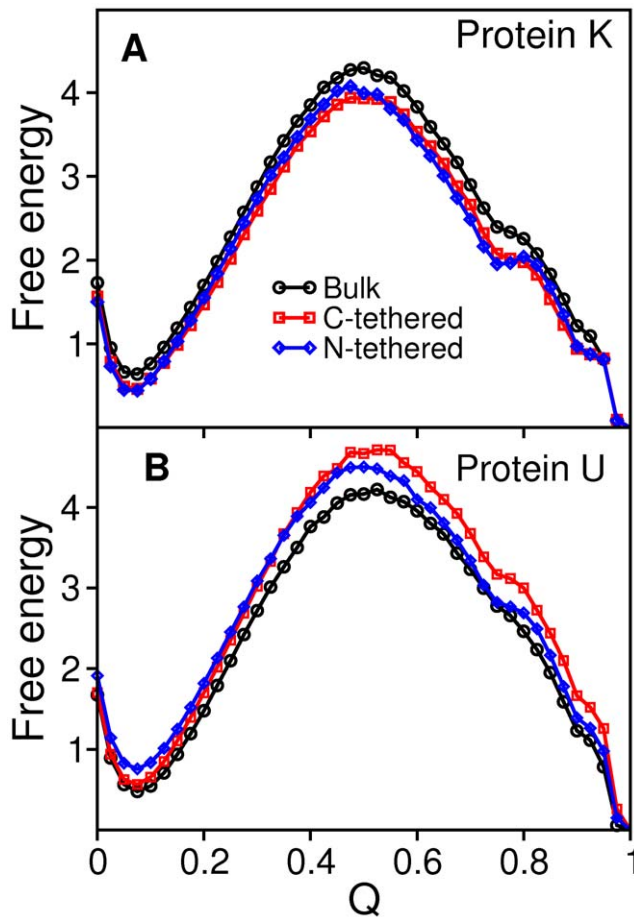 A
Protein K
4
3
2
1
Free energy
Bulk
C-tethered
N-tethered
B
Protein U
4
3
2
1
Free energy
0 0.2 0.4 0.6 0.8 1
Q